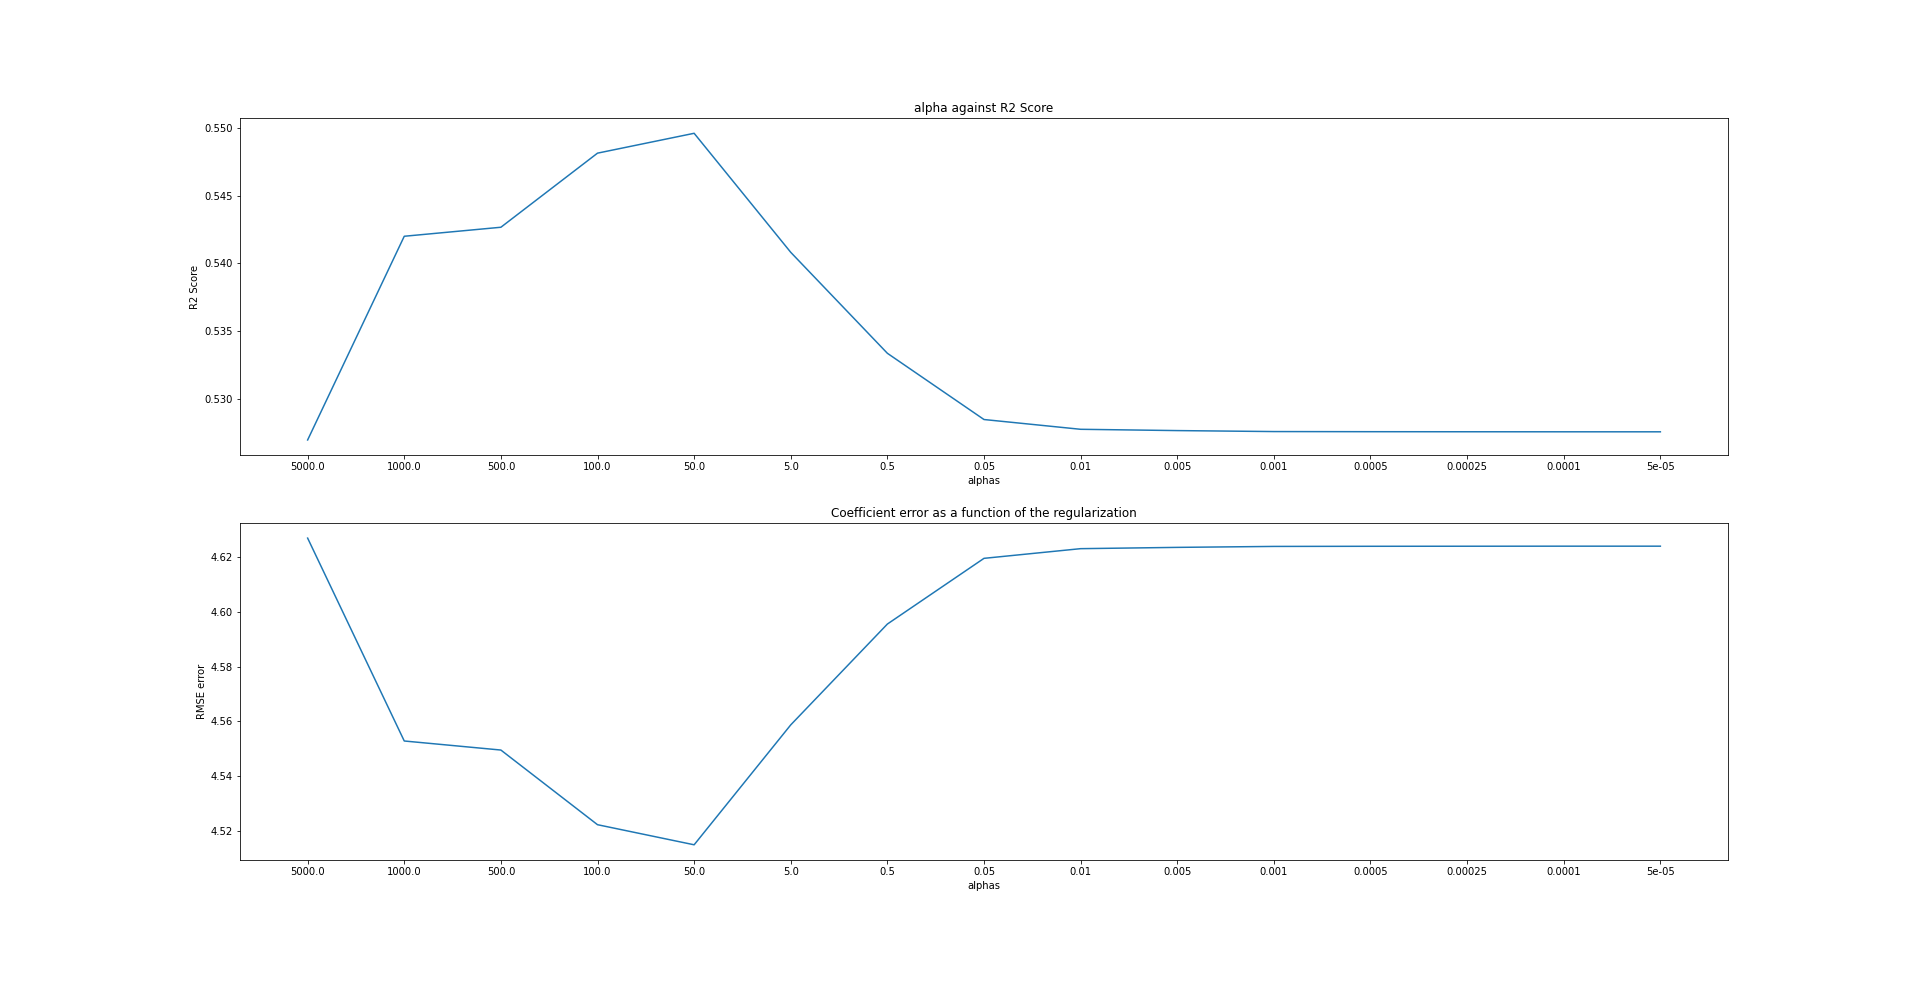 alpha against R2 Score
0.550
0.545
0.540
0.535
0.530
R2 Score
5000.0 1000.0 500.0 100.0 50.0 5.0 0.5 0.05 0.01 0.005 0.001 0.0005 0.00025 0.0001 5e-05
alphas
Coefficient error as a function of the regularization
4.62
4.60
4.58
4.56
4.54
4.52
RMSE error
5000.0 1000.0 500.0 100.0 50.0 5.0 0.5 0.05 0.01 0.005 0.001 0.0005 0.00025 0.0001 5e-05
alphas